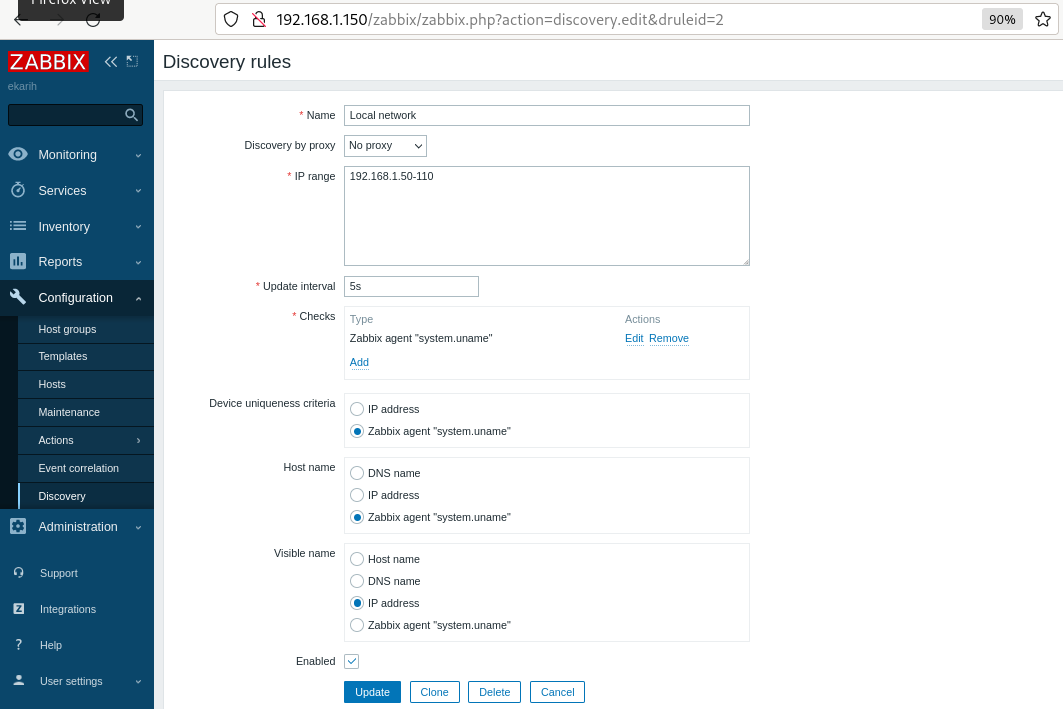 Firefox View
192.168.1.150/zabbix/zabbix.php?action=discovery.edit&druleid=2
90%
ZABBIX
ekarih
Monitoring
Services
Inventory
Reports
Configuration
Host groups
Templates
Hosts
Maintenance
Actions
Event correlation
Discovery
Administration
Support
Z Integrations
? Help
User settings
Discovery rules
* Name Local network
Discovery by proxy No proxy
* IP range 192.168.1.50-110
* Update interval 5s
* Checks Type Actions
Zabbix agent "system.uname" Edit Remove
Add
Device uniqueness criteria IP address
Zabbix agent "system.uname"
Host name DNS name
IP address
Zabbix agent "system.uname"
Visible name Host name
DNS name
IP address
Zabbix agent "system.uname"
Enabled
Update Clone Delete Cancel